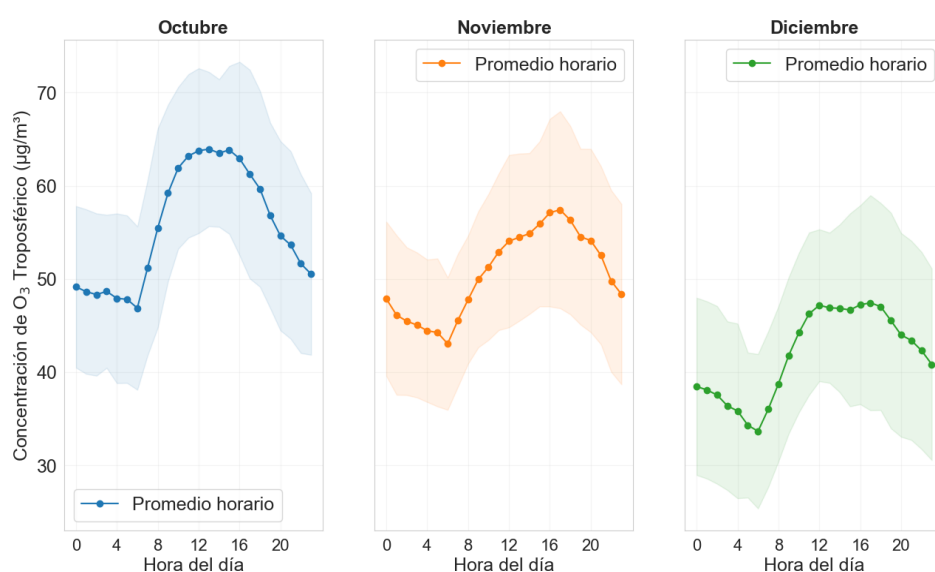 Octubre
Noviembre
Diciembre
Concentración de O₃ Troposférico (µg/m³)
70
60
50
40
30
Promedio horario
Promedio horario
Promedio horario
0 4 8 12 16 20
0 4 8 12 16 20
0 4 8 12 16 20
Hora del día
Hora del día
Hora del día